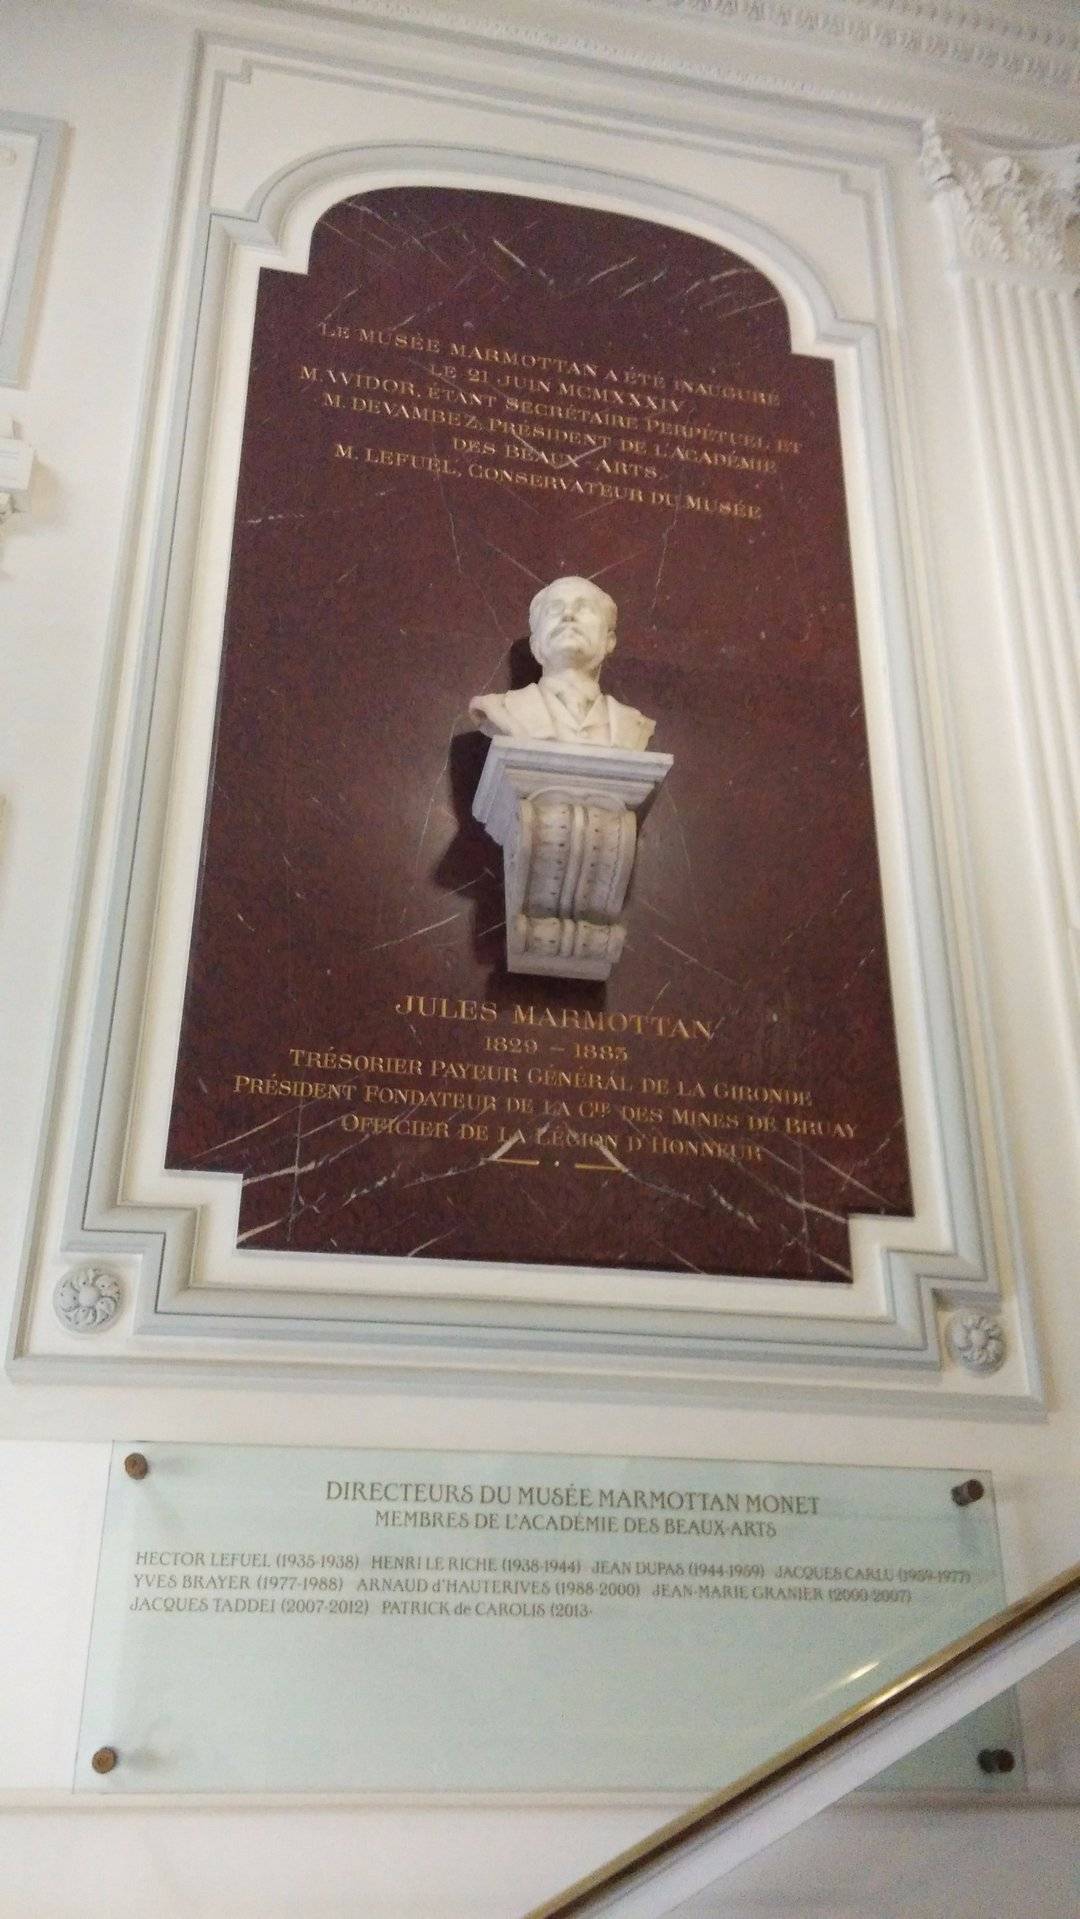 LE MUSÉE MARMOTTAN A ÉTÉ INAUGURÉ
LE 21 JUIN MCMXXXIV
M. WIDOR, ÉTANT SECRÉTAIRE PERPÉTUEL ET
M. DEVAMBEZ, PRÉSIDENT DE L'ACADÉMIE
DES BEAUX-ARTS.
M. LEFUEL, CONSERVATEUR DU MUSÉE
JULES MARMOTTAN
1829 – 1883
TRÉSORIER PAYEUR GÉNÉRAL DE LA GIRONDE
PRÉSIDENT FONDATEUR DE LA CIE DES MINES DE BRUAY
OFFICIER DE LA LÉGION D'HONNEUR
DIRECTEURS DU MUSÉE MARMOTTAN MONET
MEMBRES DE L'ACADÉMIE DES BEAUX-ARTS
HECTOR LEFUEL (1935-1938) HENRI LE RICHE (1938-1944) JEAN DUPAS (1944-1959) JACQUES CARLU (1959-1977)
YVES BRAYER (1977-1988) ARNAUD d'HAUTERIVES (1988-2000) JEAN-MARIE GRANIER (2000-2007)
JACQUES TADDEI (2007-2012) PATRICK de CAROLIS (2013-